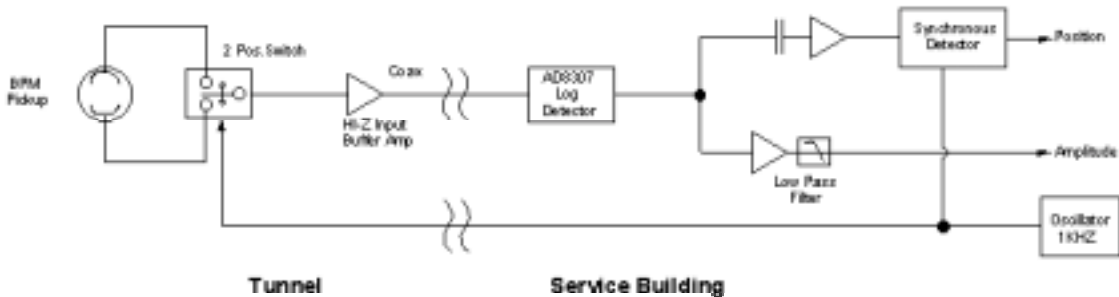 BPM
Pickup
2 Pos. Switch
HI-Z Input
Buffer Amp
Coax
AD8307
Log
Detector
Synchronous
Detector
Position
Low Pass
Filter
Amplitude
Oscillator
1KHZ
Tunnel
Service Building